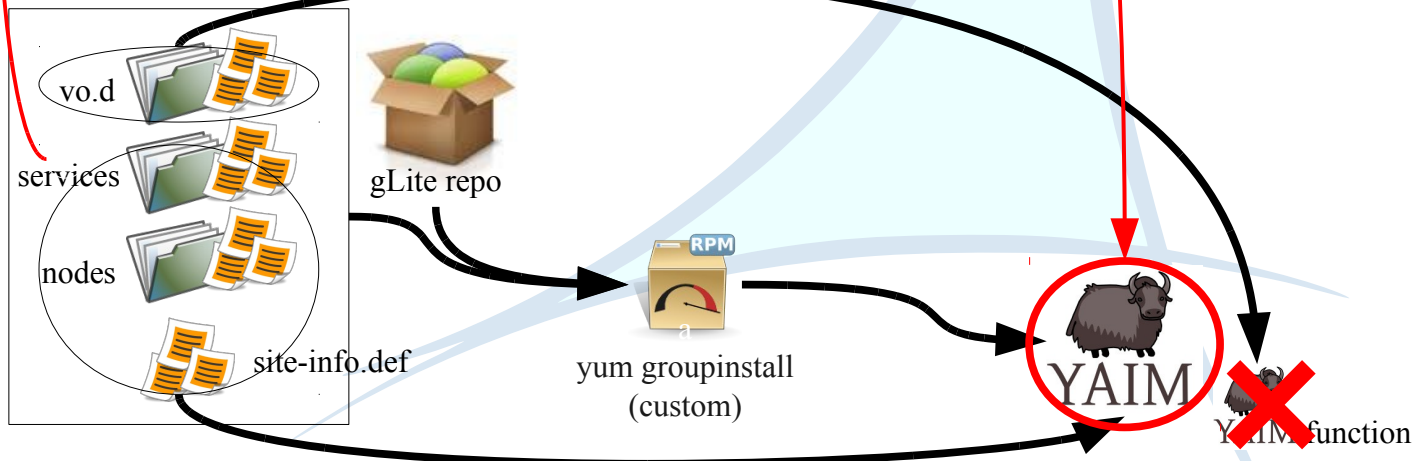 vo.d
services
nodes
site-info.def
gLite repo
RPM
a
yum groupinstall
(custom)
YAIM
YAIM function